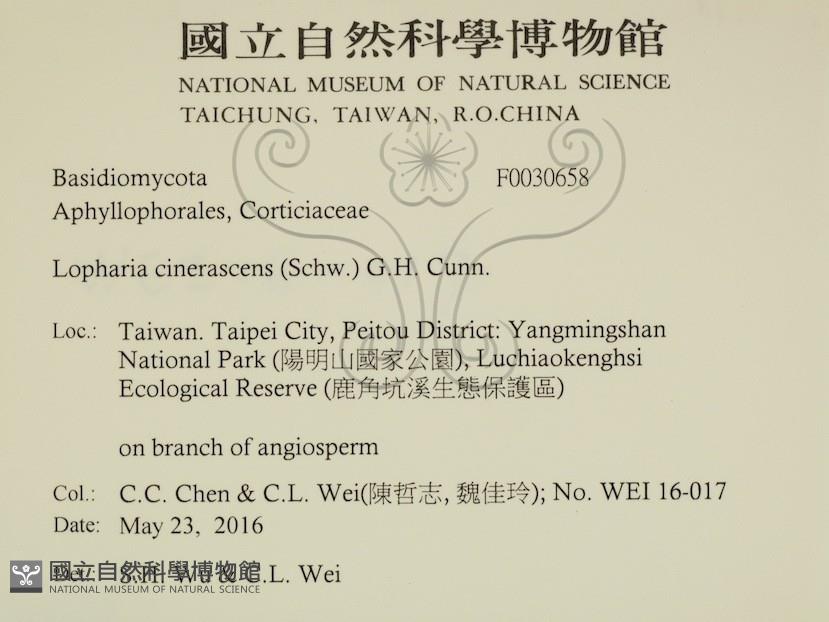 國立自然科學博物館
NATIONAL MUSEUM OF NATURAL SCIENCE
TAICHUNG, TAIWAN, R.O.CHINA
Basidiomycota F0030658
Aphyllophorales, Corticiaceae
Lopharia cinerascens (Schw.) G.H. Cunn.
Loc.: Taiwan. Taipei City, Peitou District: Yangmingshan
National Park (陽明山國家公園), Luchiaokenghsi
Ecological Reserve (鹿角坑溪生態保護區)
on branch of angiosperm
Col.: C.C. Chen & C.L. Wei(陳哲志, 魏佳玲); No. WEI 16-017
Date: May 23, 2016
Det.: S.H. Wu & C.L. Wei
國立自然科學博物館
NATIONAL MUSEUM OF NATURAL SCIENCE